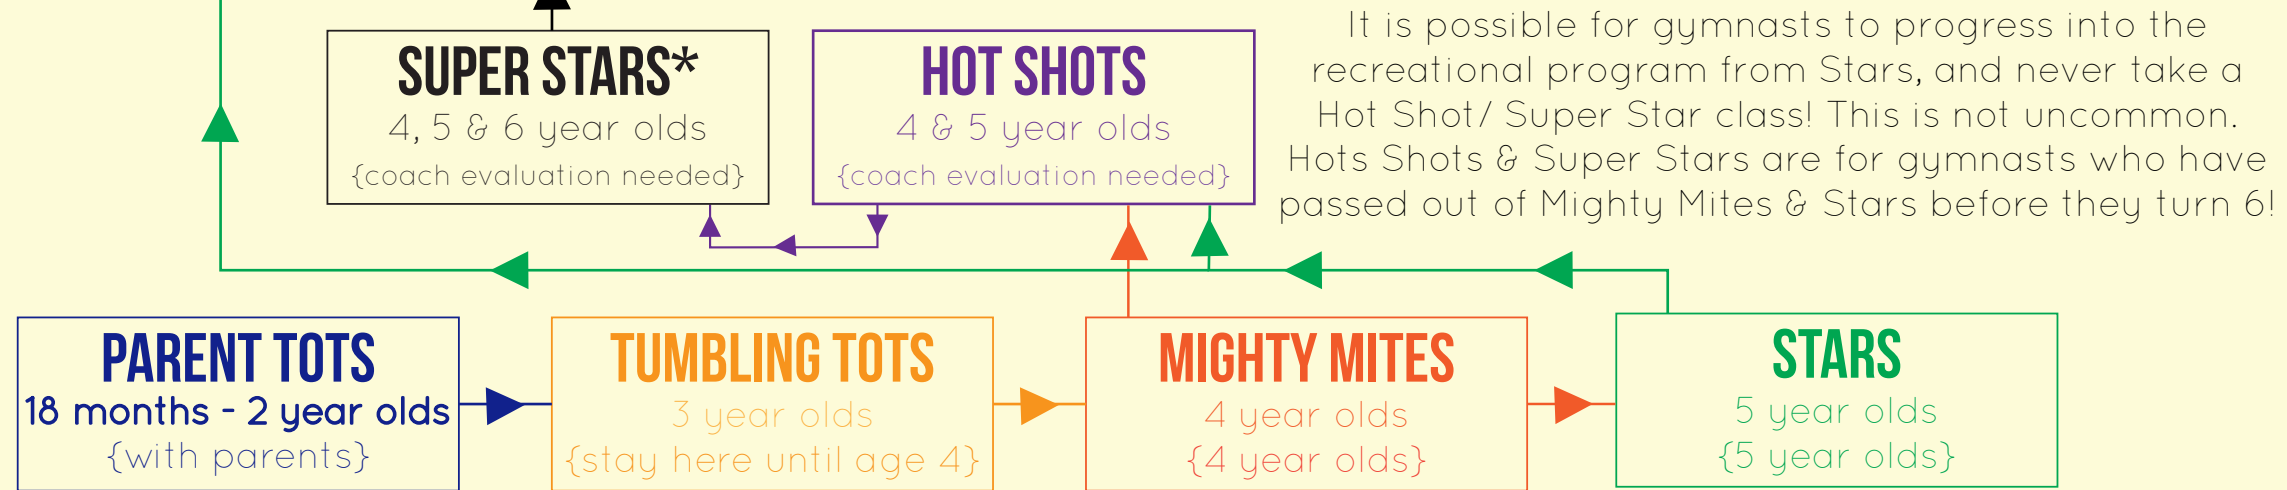 SUPER STARS*
4, 5 & 6 year olds
{coach evaluation needed}
HOT SHOTS
4 & 5 year olds
{coach evaluation needed}
It is possible for gymnasts to progress into the
recreational program from Stars, and never take a
Hot Shot/ Super Star class! This is not uncommon.
Hots Shots & Super Stars are for gymnasts who have
passed out of Mighty Mites & Stars before they turn 6!
PARENT TOTS
18 months - 2 year olds
{with parents}
TUMBLING TOTS
3 year olds
{stay here until age 4}
MIGHTY MITES
4 year olds
{4 year olds}
STARS
5 year olds
{5 year olds}